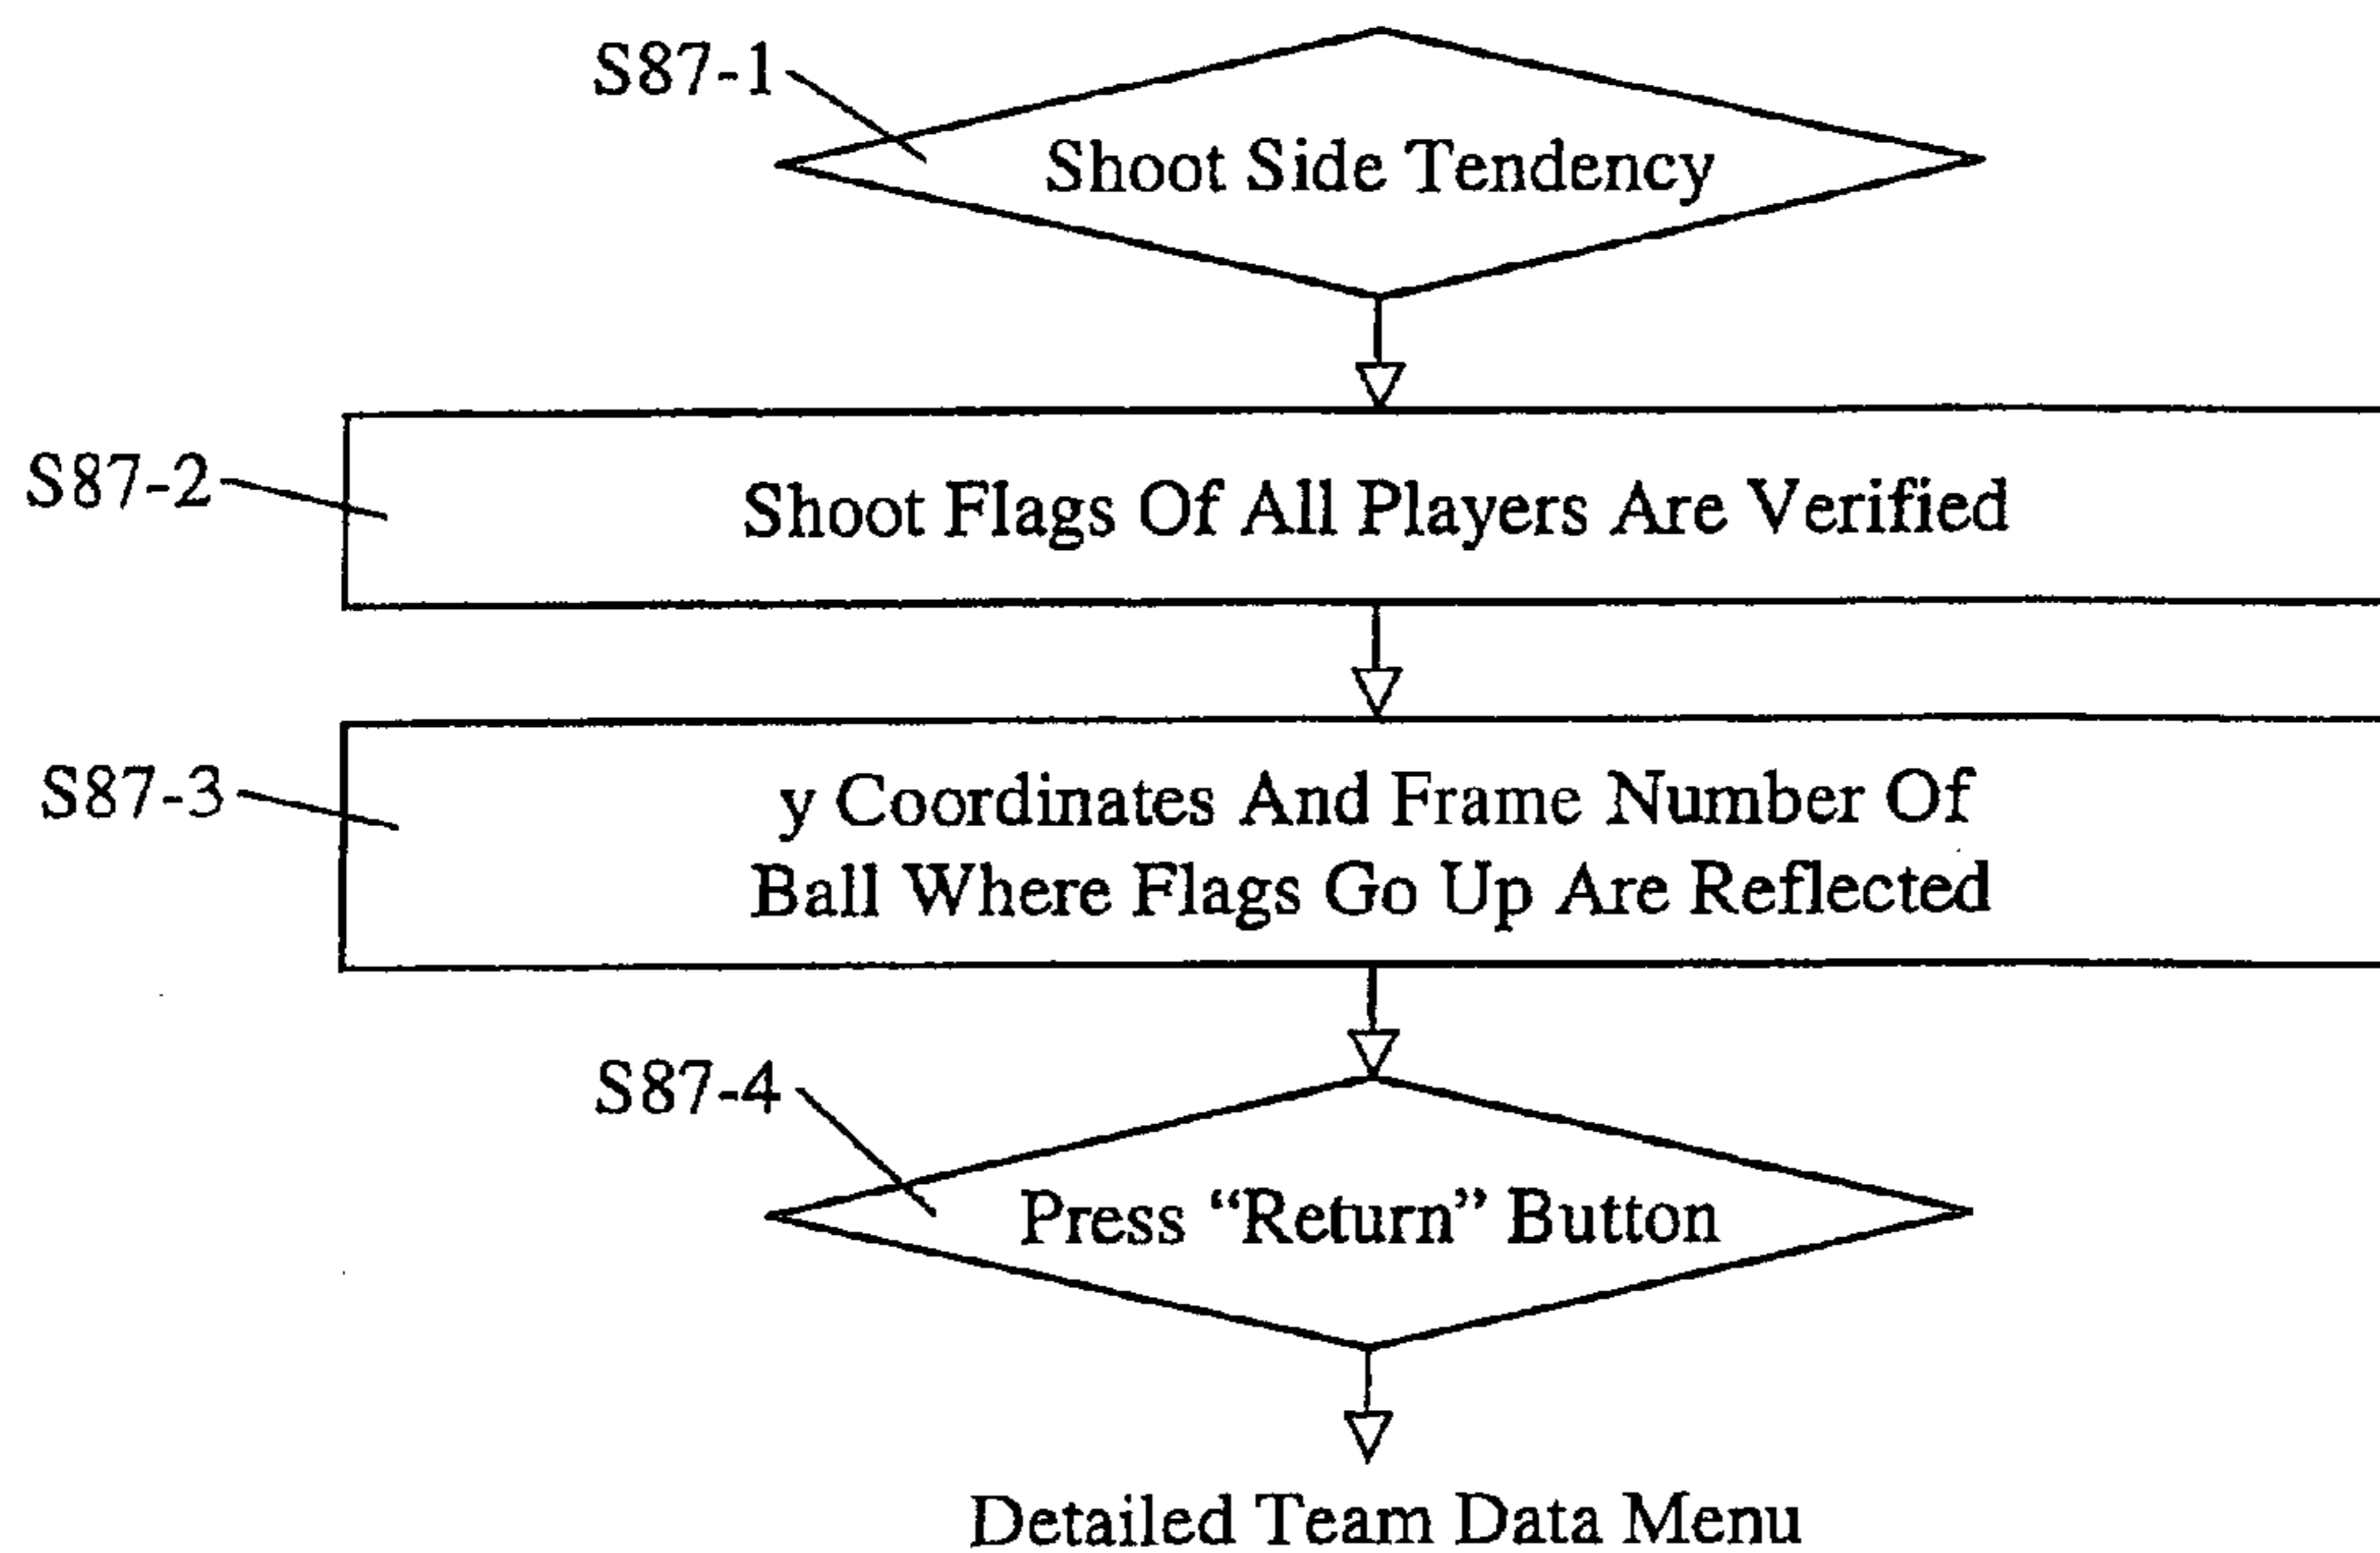 S87-1
Shoot Side Tendency
S87-2
Shoot Flags Of All Players Are Verified
S87-3
y Coordinates And Frame Number Of
Ball Where Flags Go Up Are Reflected
S87-4
Press “Return” Button
Detailed Team Data Menu